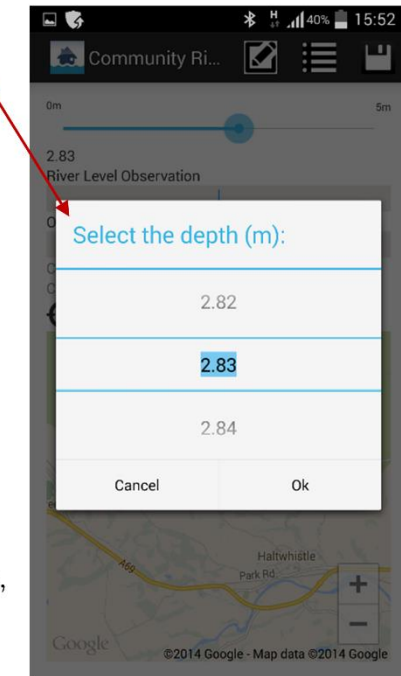 40% 15:52
Community Ri...
0m 5m
2.83
River Level Observation
O
Select the depth (m):
C
C
2.82
2.83
2.84
Cancel Ok
A69
Haltwhistle
Park Rd
+
−
,
Google ©2014 Google - Map data ©2014 Google